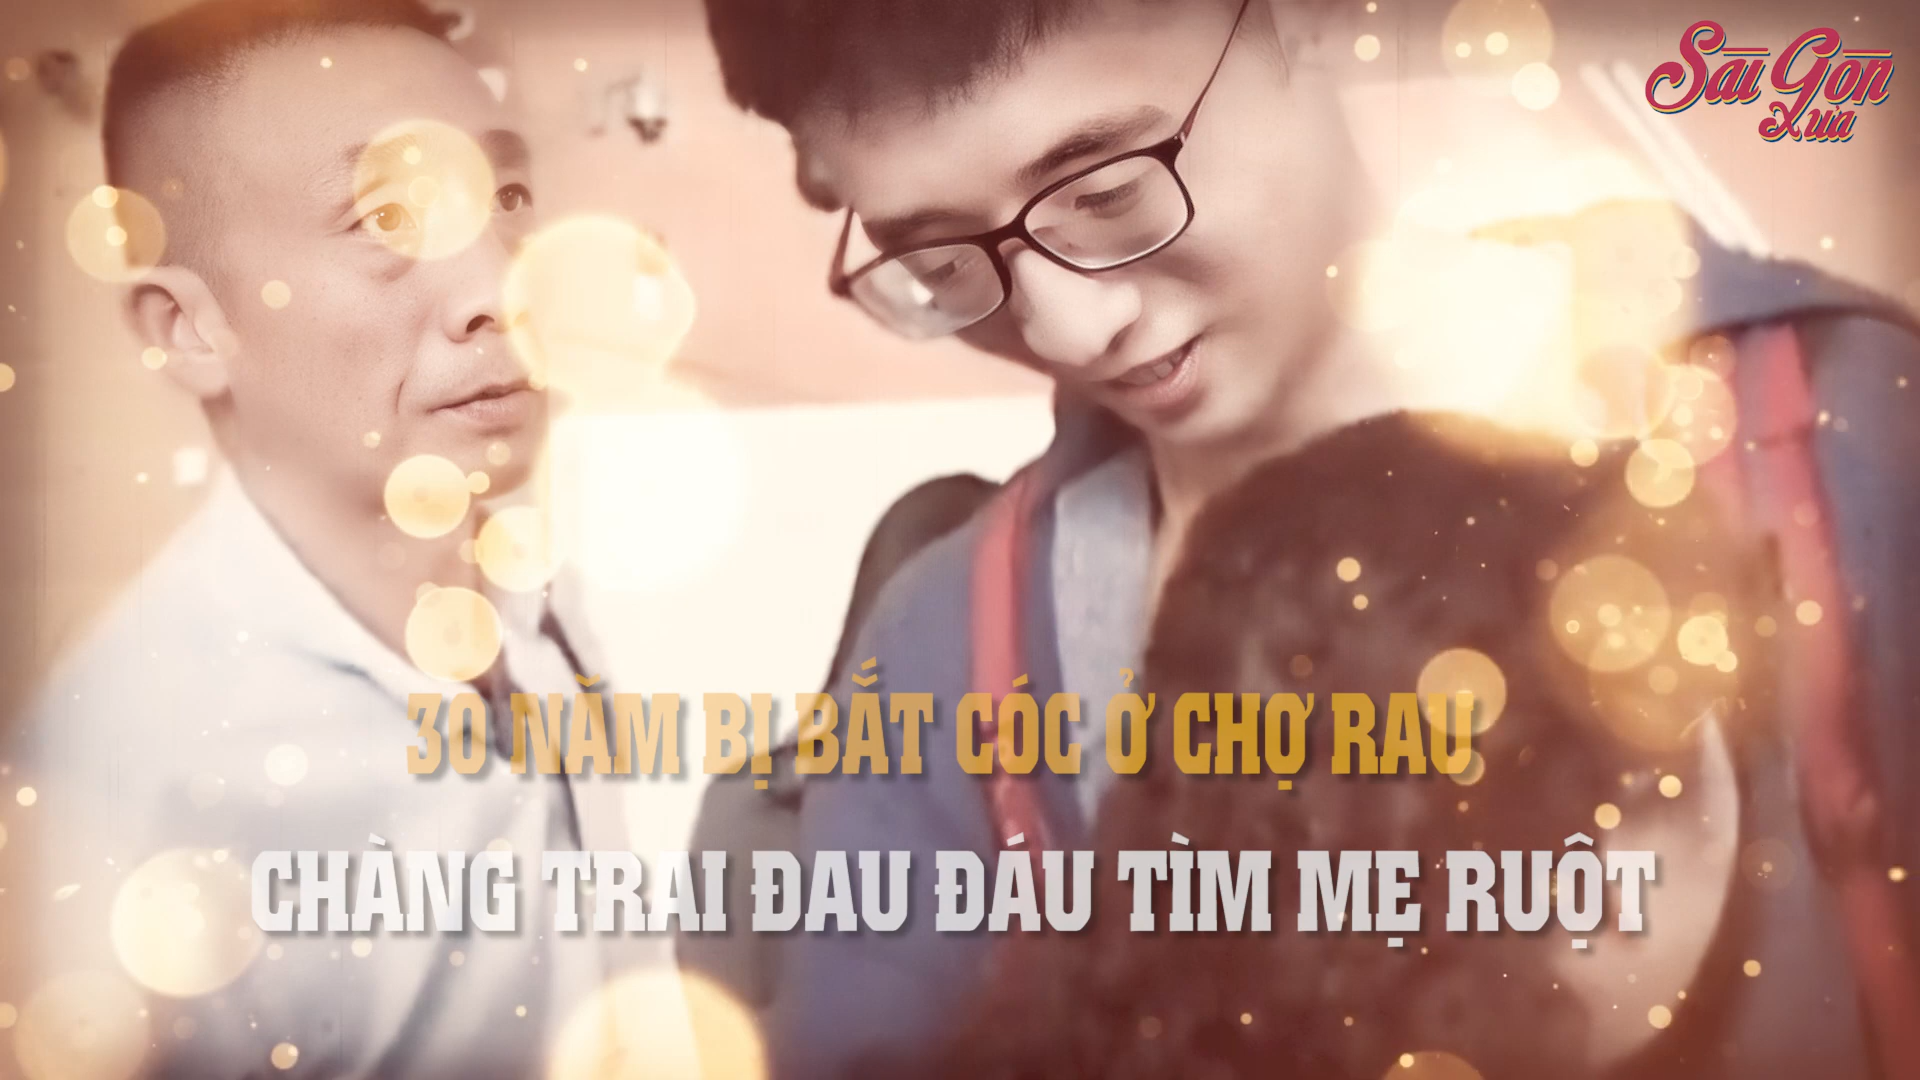 Sài Gòn
Xưa
30 NĂM BỊ BẮT CÓC Ở CHỢ RAU
CHÀNG TRAI ĐAU ĐÁU TÌM MẸ RUỘT